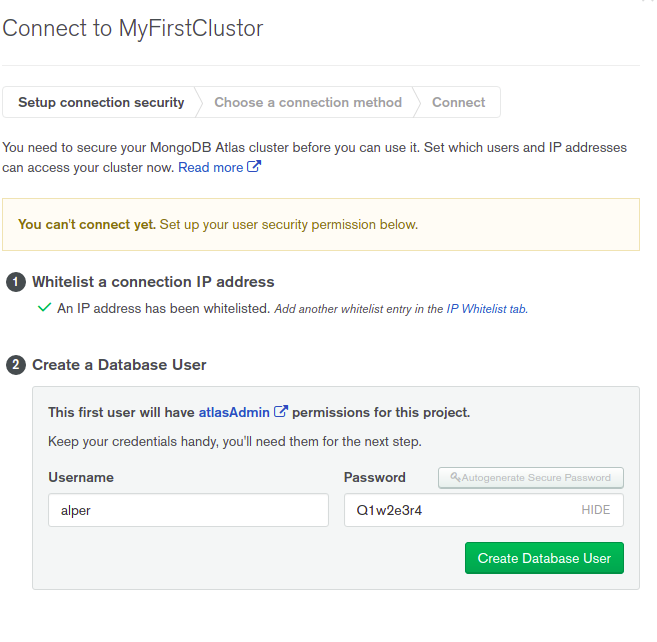 Connect to MyFirstClustor
Setup connection security
Choose a connection method
Connect
You need to secure your MongoDB Atlas cluster before you can use it. Set which users and IP addresses
can access your cluster now. Read more
You can't connect yet. Set up your user security permission below.
1 Whitelist a connection IP address
An IP address has been whitelisted. Add another whitelist entry in the IP Whitelist tab.
2 Create a Database User
This first user will have atlasAdmin permissions for this project.
Keep your credentials handy, you'll need them for the next step.
Username
Password
Autogenerate Secure Password
alper
Q1w2e3r4
HIDE
Create Database User